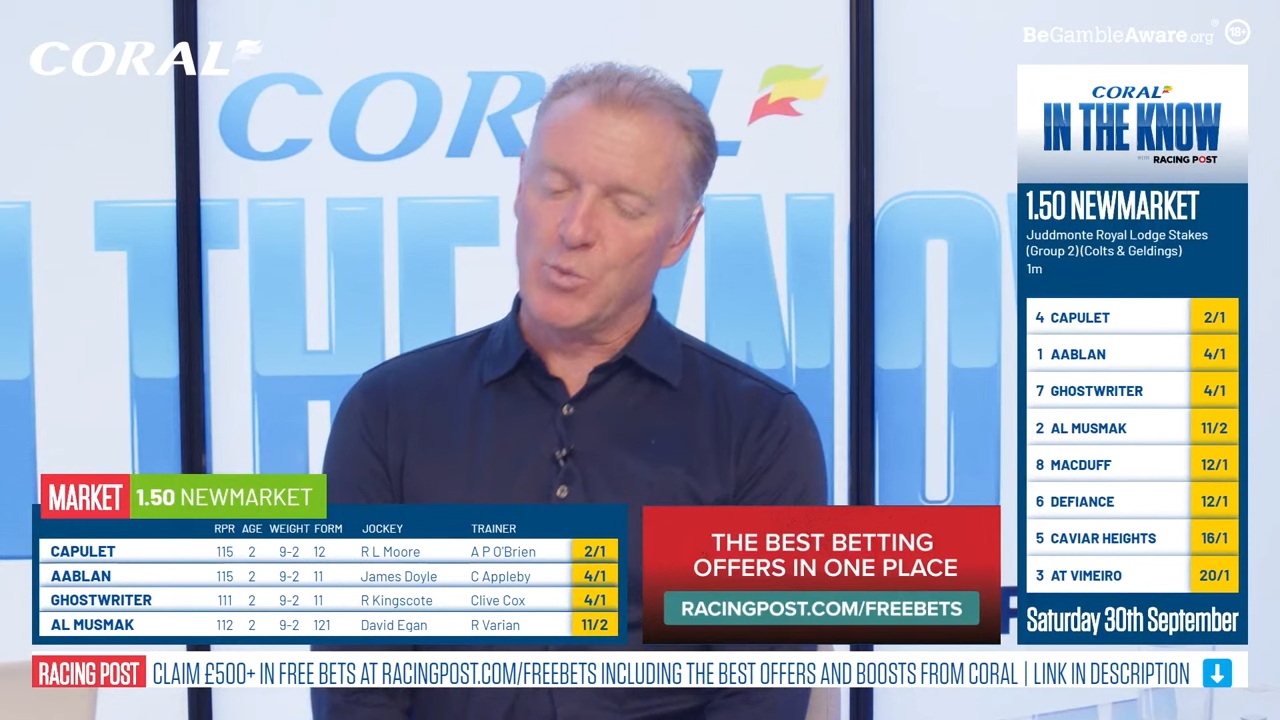 CORAL
BeGambleAware.org® 18+
CORAL
THE KNOW
CORAL
IN THE KNOW
WITH RACING POST
1.50 NEWMARKET
Juddmonte Royal Lodge Stakes
(Group 2)(Colts & Geldings)
1m
4 CAPULET 2/1
1 AABLAN 4/1
7 GHOSTWRITER 4/1
2 AL MUSMAK 11/2
8 MACDUFF 12/1
6 DEFIANCE 12/1
5 CAVIAR HEIGHTS 16/1
3 AT VIMEIRO 20/1
Saturday 30th September
MARKET 1.50 NEWMARKET
RPR AGE WEIGHT FORM JOCKEY TRAINER
CAPULET 115 2 9-2 12 R L Moore A P O'Brien 2/1
AABLAN 115 2 9-2 11 James Doyle C Appleby 4/1
GHOSTWRITER 111 2 9-2 11 R Kingscote Clive Cox 4/1
AL MUSMAK 112 2 9-2 121 David Egan R Varian 11/2
THE BEST BETTING
OFFERS IN ONE PLACE
RACINGPOST.COM/FREEBETS
RACING POST CLAIM £500+ IN FREE BETS AT RACINGPOST.COM/FREEBETS INCLUDING THE BEST OFFERS AND BOOSTS FROM CORAL | LINK IN DESCRIPTION